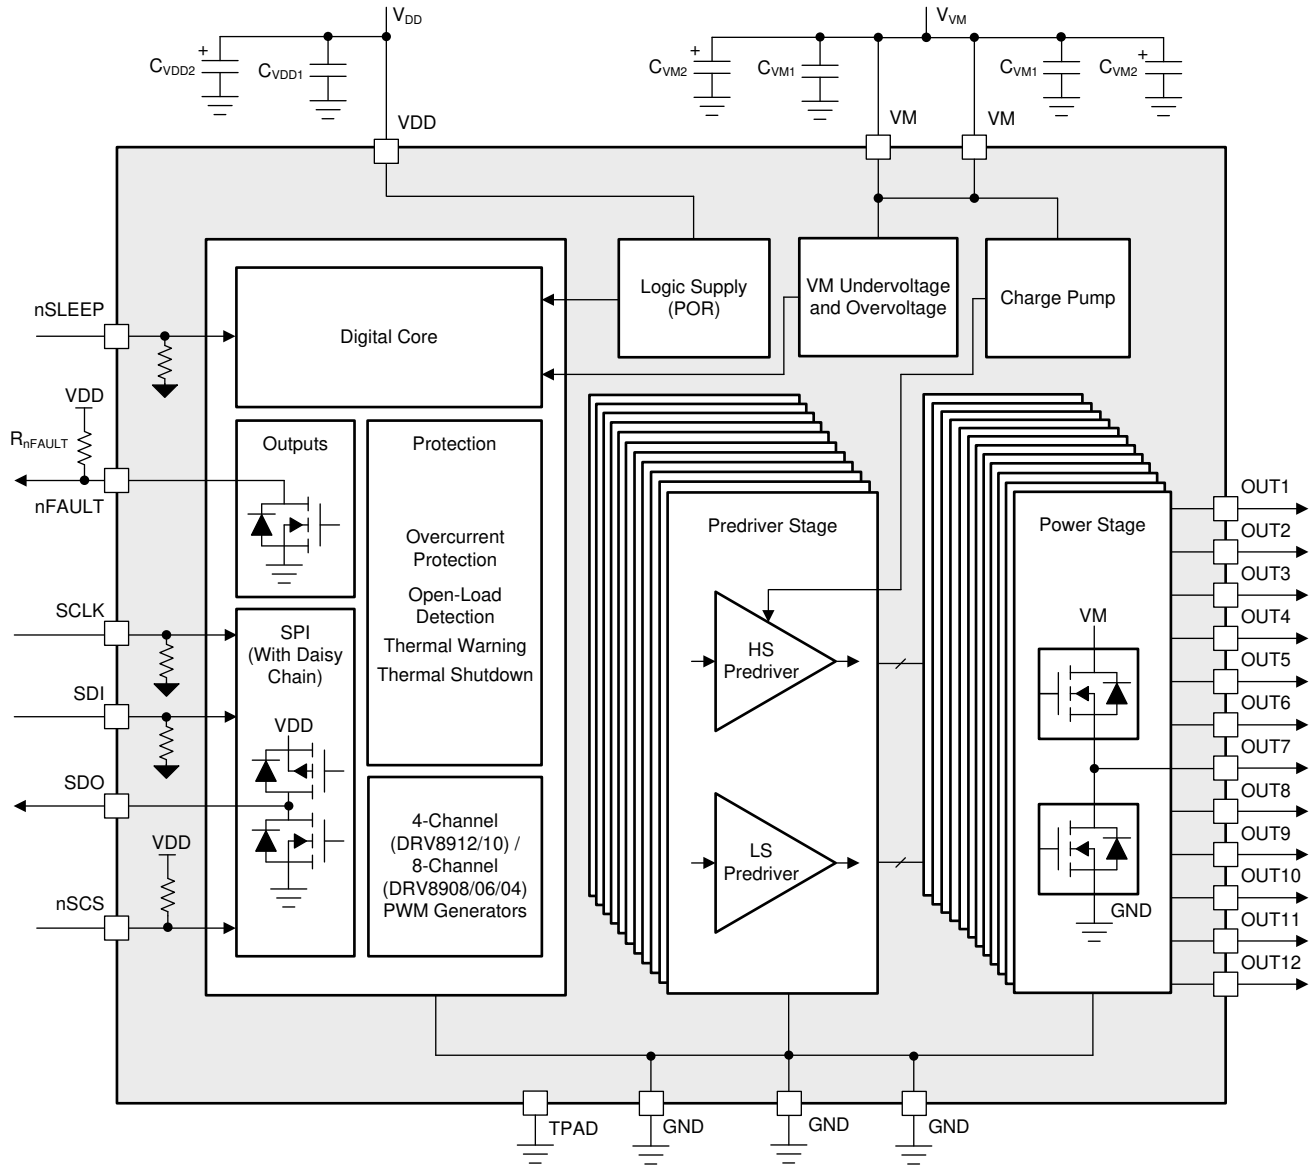 VDD
VVM
CVDD2
CVDD1
CVM2
CVM1
CVM1
CVM2
+
+
+
VDD
VM
VM
nSLEEP
VDD
RnFAULT
nFAULT
SCLK
SDI
SDO
VDD
nSCS
Digital Core
Logic Supply
(POR)
VM Undervoltage
and Overvoltage
Charge Pump
Outputs
Protection
Overcurrent
Protection
Open-Load
Detection
Thermal Warning
Thermal Shutdown
SPI
(With Daisy
Chain)
VDD
4-Channel
(DRV8912/10) /
8-Channel
(DRV8908/06/04)
PWM Generators
Predriver Stage
HS
Predriver
LS
Predriver
Power Stage
VM
GND
OUT1
OUT2
OUT3
OUT4
OUT5
OUT6
OUT7
OUT8
OUT9
OUT10
OUT11
OUT12
TPAD
GND
GND
GND